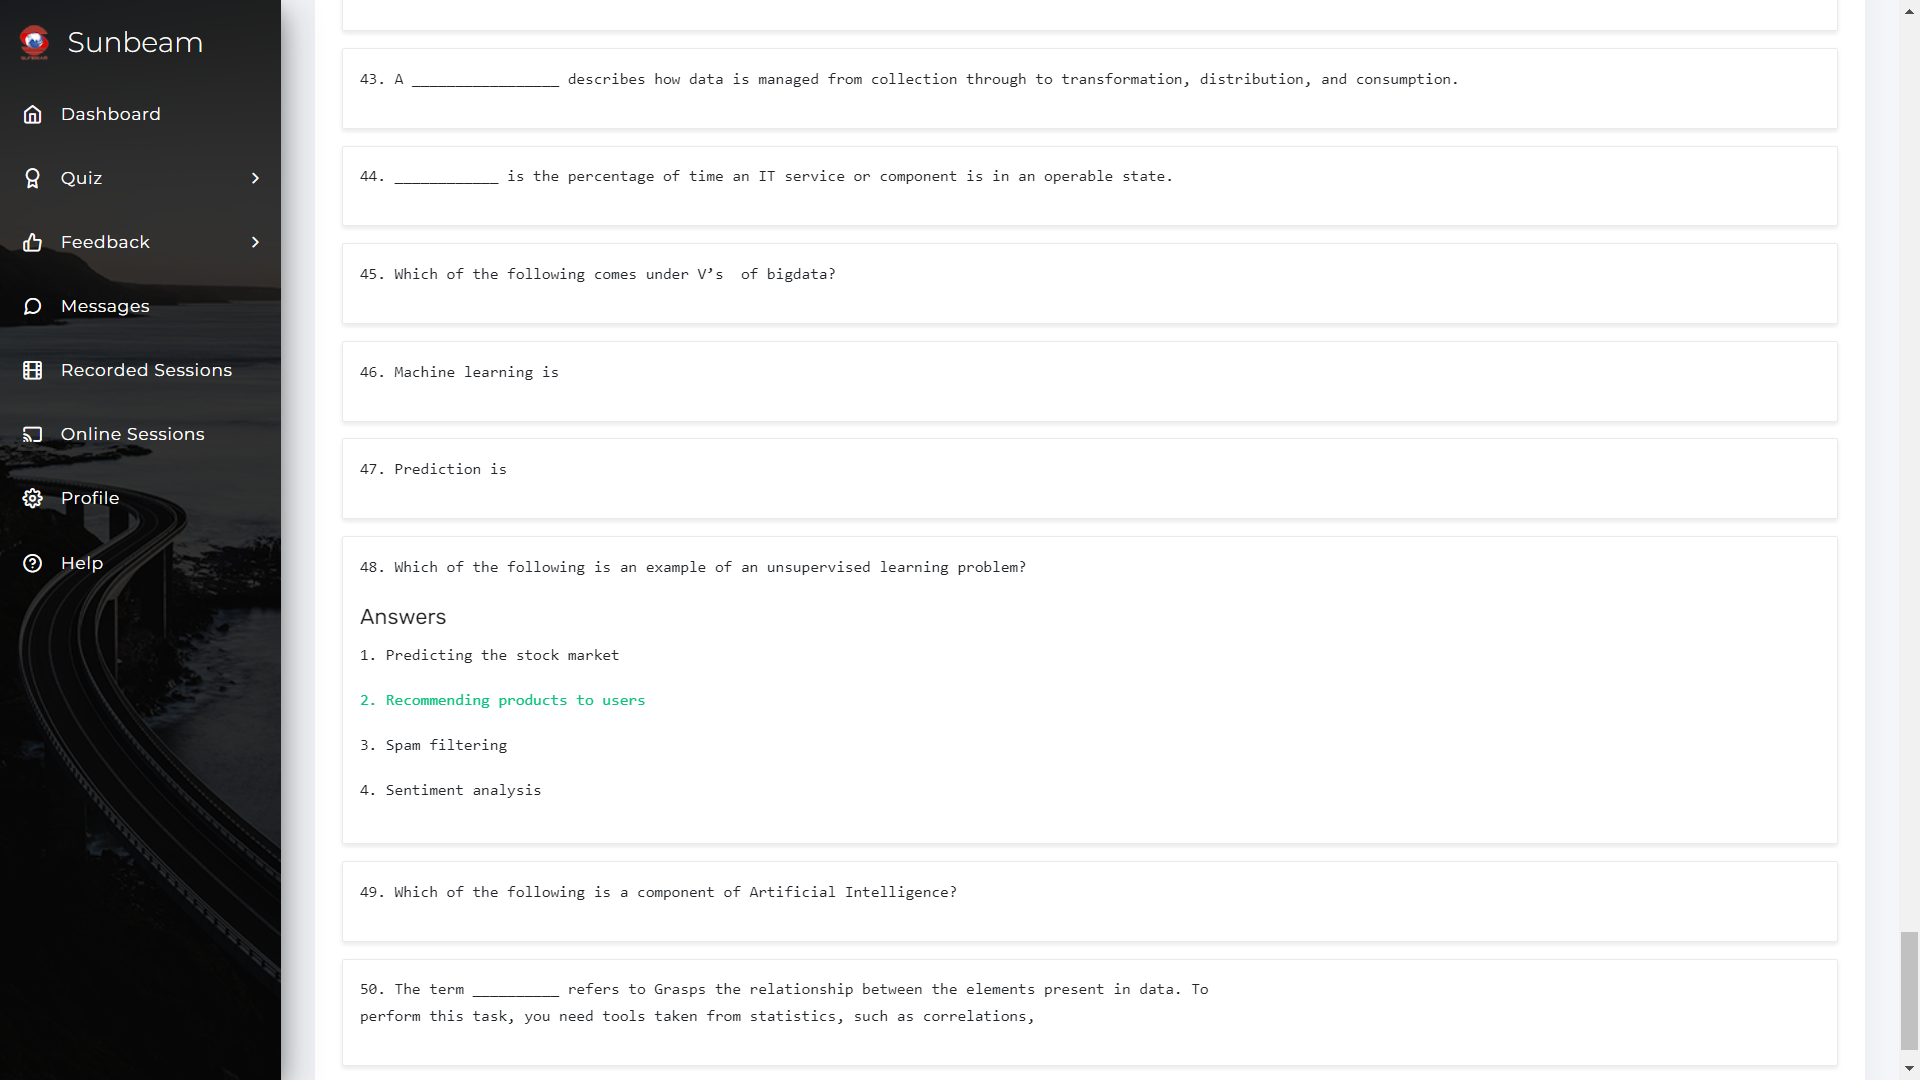 Sunbeam
Dashboard
Quiz
Feedback
Messages
Recorded Sessions
Online Sessions
Profile
Help
43. A _________________ describes how data is managed from collection through to transformation, distribution, and consumption.
44. ____________ is the percentage of time an IT service or component is in an operable state.
45. Which of the following comes under V’s  of bigdata?
46. Machine learning is
47. Prediction is
48. Which of the following is an example of an unsupervised learning problem?
Answers
1. Predicting the stock market
2. Recommending products to users
3. Spam filtering
4. Sentiment analysis
49. Which of the following is a component of Artificial Intelligence?
50. The term __________ refers to Grasps the relationship between the elements present in data. To
perform this task, you need tools taken from statistics, such as correlations,